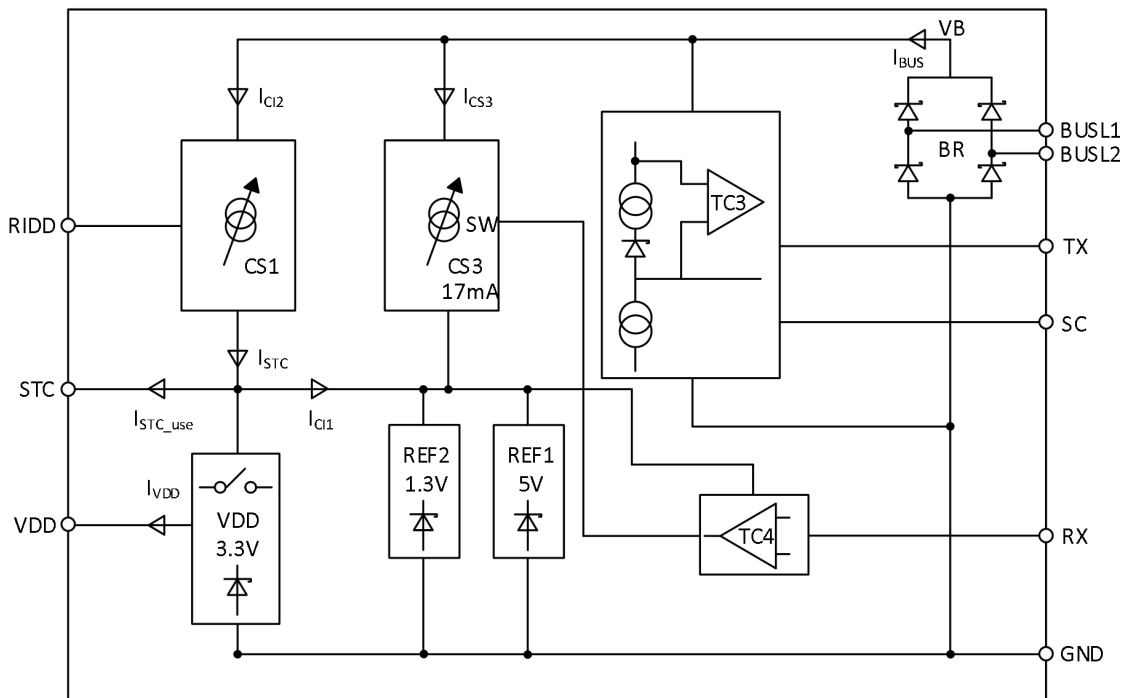 VB
I_BUS
I_CI2
I_CS3
BUSL1
BR
BUSL2
TC3
RIDD
SW
CS1
CS3
17mA
TX
SC
I_STC
STC
I_STC_use
I_CI1
REF2
1.3V
REF1
5V
I_VDD
VDD
VDD
3.3V
TC4
RX
GND